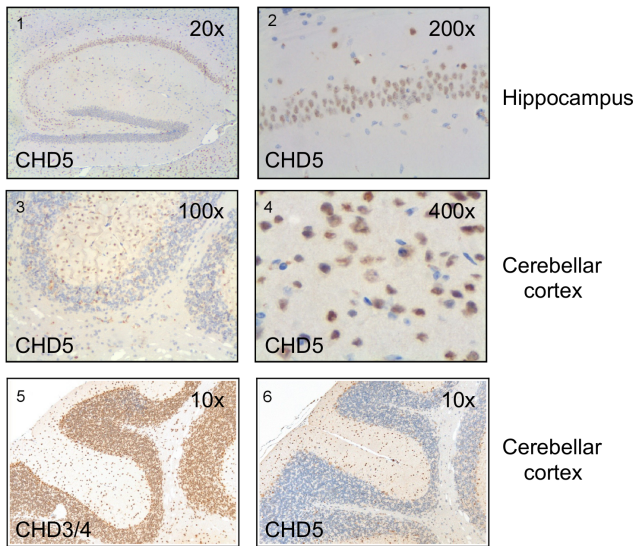 1
20x
CHD5
2
200x
CHD5
Hippocampus
3
100x
CHD5
4
400x
CHD5
Cerebellar
cortex
5
10x
CHD3/4
6
10x
CHD5
Cerebellar
cortex